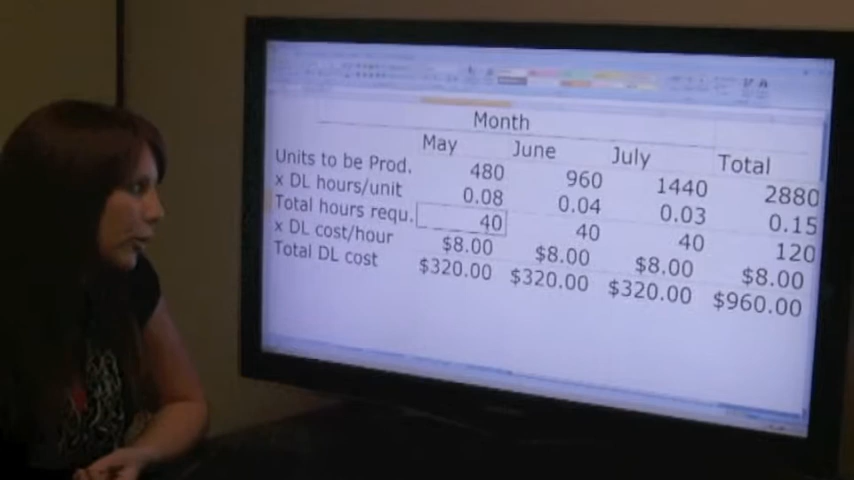 Month
May June July Total
Units to be Prod. 480 960 1440 2880
x DL hours/unit 0.08 0.04 0.03 0.15
Total hours requ. 40 40 40 120
x DL cost/hour $8.00 $8.00 $8.00 $8.00
Total DL cost $320.00 $320.00 $320.00 $960.00